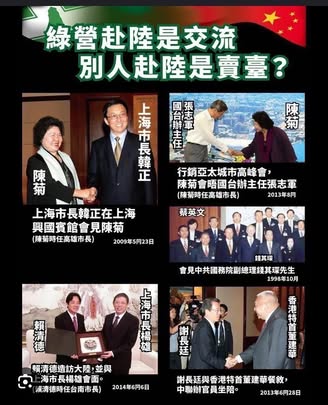 綠營赴陸是交流
別人赴陸是賣臺？
上海市長韓正
陳菊
上海市長韓正在上海
興國賓館會見陳菊
(陳菊時任高雄市長)
2009年5月23日
張志軍
國台辦主任
陳菊
行銷亞太城市高峰會，
陳菊會晤國台辦主任張志軍
(陳菊時任高雄市長)
2013年8月
蔡英文
錢其琛
會見中共國務院副總理錢其琛先生
1998年10月
上海市長楊雄
賴清德
賴清德造訪大陸，並與
上海市長楊雄會面。
(賴清德時任台南市長)
2014年6月6日
香港特首董建華
謝長廷
謝長廷與香港特首董建華餐敘，
中聯辦官員坐陪。
2013年6月28日